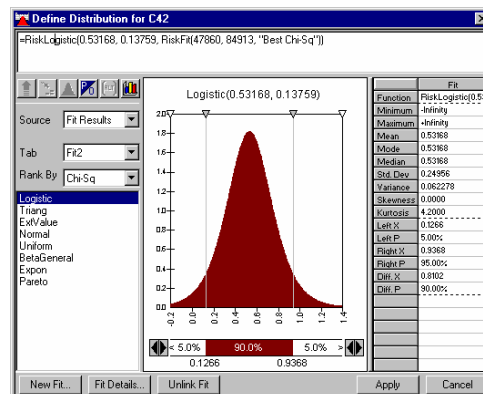 Define Distribution for C42
=RiskLogistic(0.53168, 0.13759, RiskFit(47860, 84913, "Best Chi-Sq"))
Source Fit Results
Tab Fit2
Rank By Chi-Sq
Logistic
Triang
ExtValue
Normal
Uniform
BetaGeneral
Expon
Pareto
Logistic(0.53168, 0.13759)
2.0
1.8
1.6
1.4
1.2
1.0
0.8
0.6
0.4
0.2
0.0
-0.2 0.0 0.2 0.4 0.6 0.8 1.0 1.2 1.4
< 5.0% 90.0% 5.0% >
0.1266 0.9368
Fit
Function RiskLogistic(0.5
Minimum -Infinity
Maximum +Infinity
Mean 0.53168
Mode 0.53168
Median 0.53168
Std. Dev 0.24956
Variance 0.062278
Skewness 0.0000
Kurtosis 4.2000
Left X 0.1266
Left P 5.00%
Right X 0.9368
Right P 95.00%
Diff. X 0.8102
Diff. P 90.00%
New Fit... Fit Details... Unlink Fit Apply Cancel